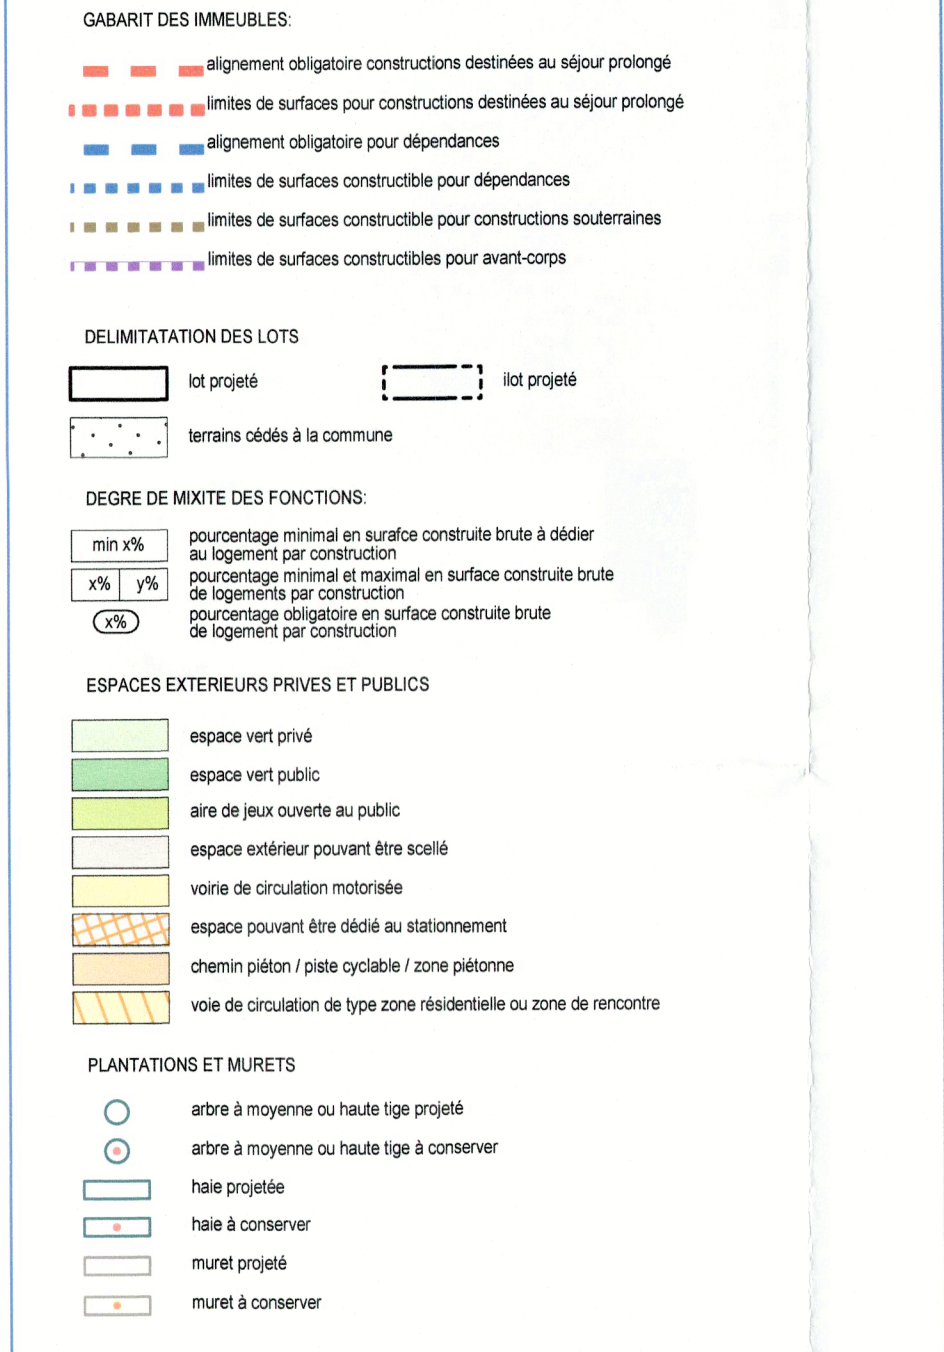 GABARIT DES IMMEUBLES:
alignement obligatoire constructions destinées au séjour prolongé
limites de surfaces pour constructions destinées au séjour prolongé
alignement obligatoire pour dépendances
limites de surfaces constructible pour dépendances
limites de surfaces constructible pour constructions souterraines
limites de surfaces constructibles pour avant-corps
DELIMITATATION DES LOTS
lot projeté
ilot projeté
terrains cédés à la commune
DEGRE DE MIXITE DES FONCTIONS:
min x%
pourcentage minimal en surafce construite brute à dédier
au logement par construction
x% y%
pourcentage minimal et maximal en surface construite brute
de logements par construction
x%
pourcentage obligatoire en surface construite brute
de logement par construction
ESPACES EXTERIEURS PRIVES ET PUBLICS
espace vert privé
espace vert public
aire de jeux ouverte au public
espace extérieur pouvant être scellé
voirie de circulation motorisée
espace pouvant être dédié au stationnement
chemin piéton / piste cyclable / zone piétonne
voie de circulation de type zone résidentielle ou zone de rencontre
PLANTATIONS ET MURETS
arbre à moyenne ou haute tige projeté
arbre à moyenne ou haute tige à conserver
haie projetée
haie à conserver
muret projeté
muret à conserver